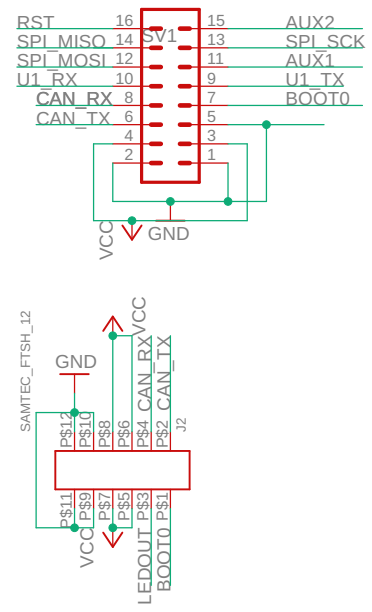 RST 16 15 AUX2
SV1
SPI_MISO 14 13 SPI_SCK
SPI_MOSI 12 11 AUX1
U1_RX 10 9 U1_TX
CAN_RX 8 7 BOOT0
CAN_TX 6 5
4 3
2 1
VCC
GND
SAMTEC_FTSH_12
GND
VCC
CAN_RX
CAN_TX
P$12
P$10
P$8
P$6
P$4
P$2
J2
P$11
P$9
P$7
P$5
P$3
P$1
VCC
LEDOUT
BOOT0